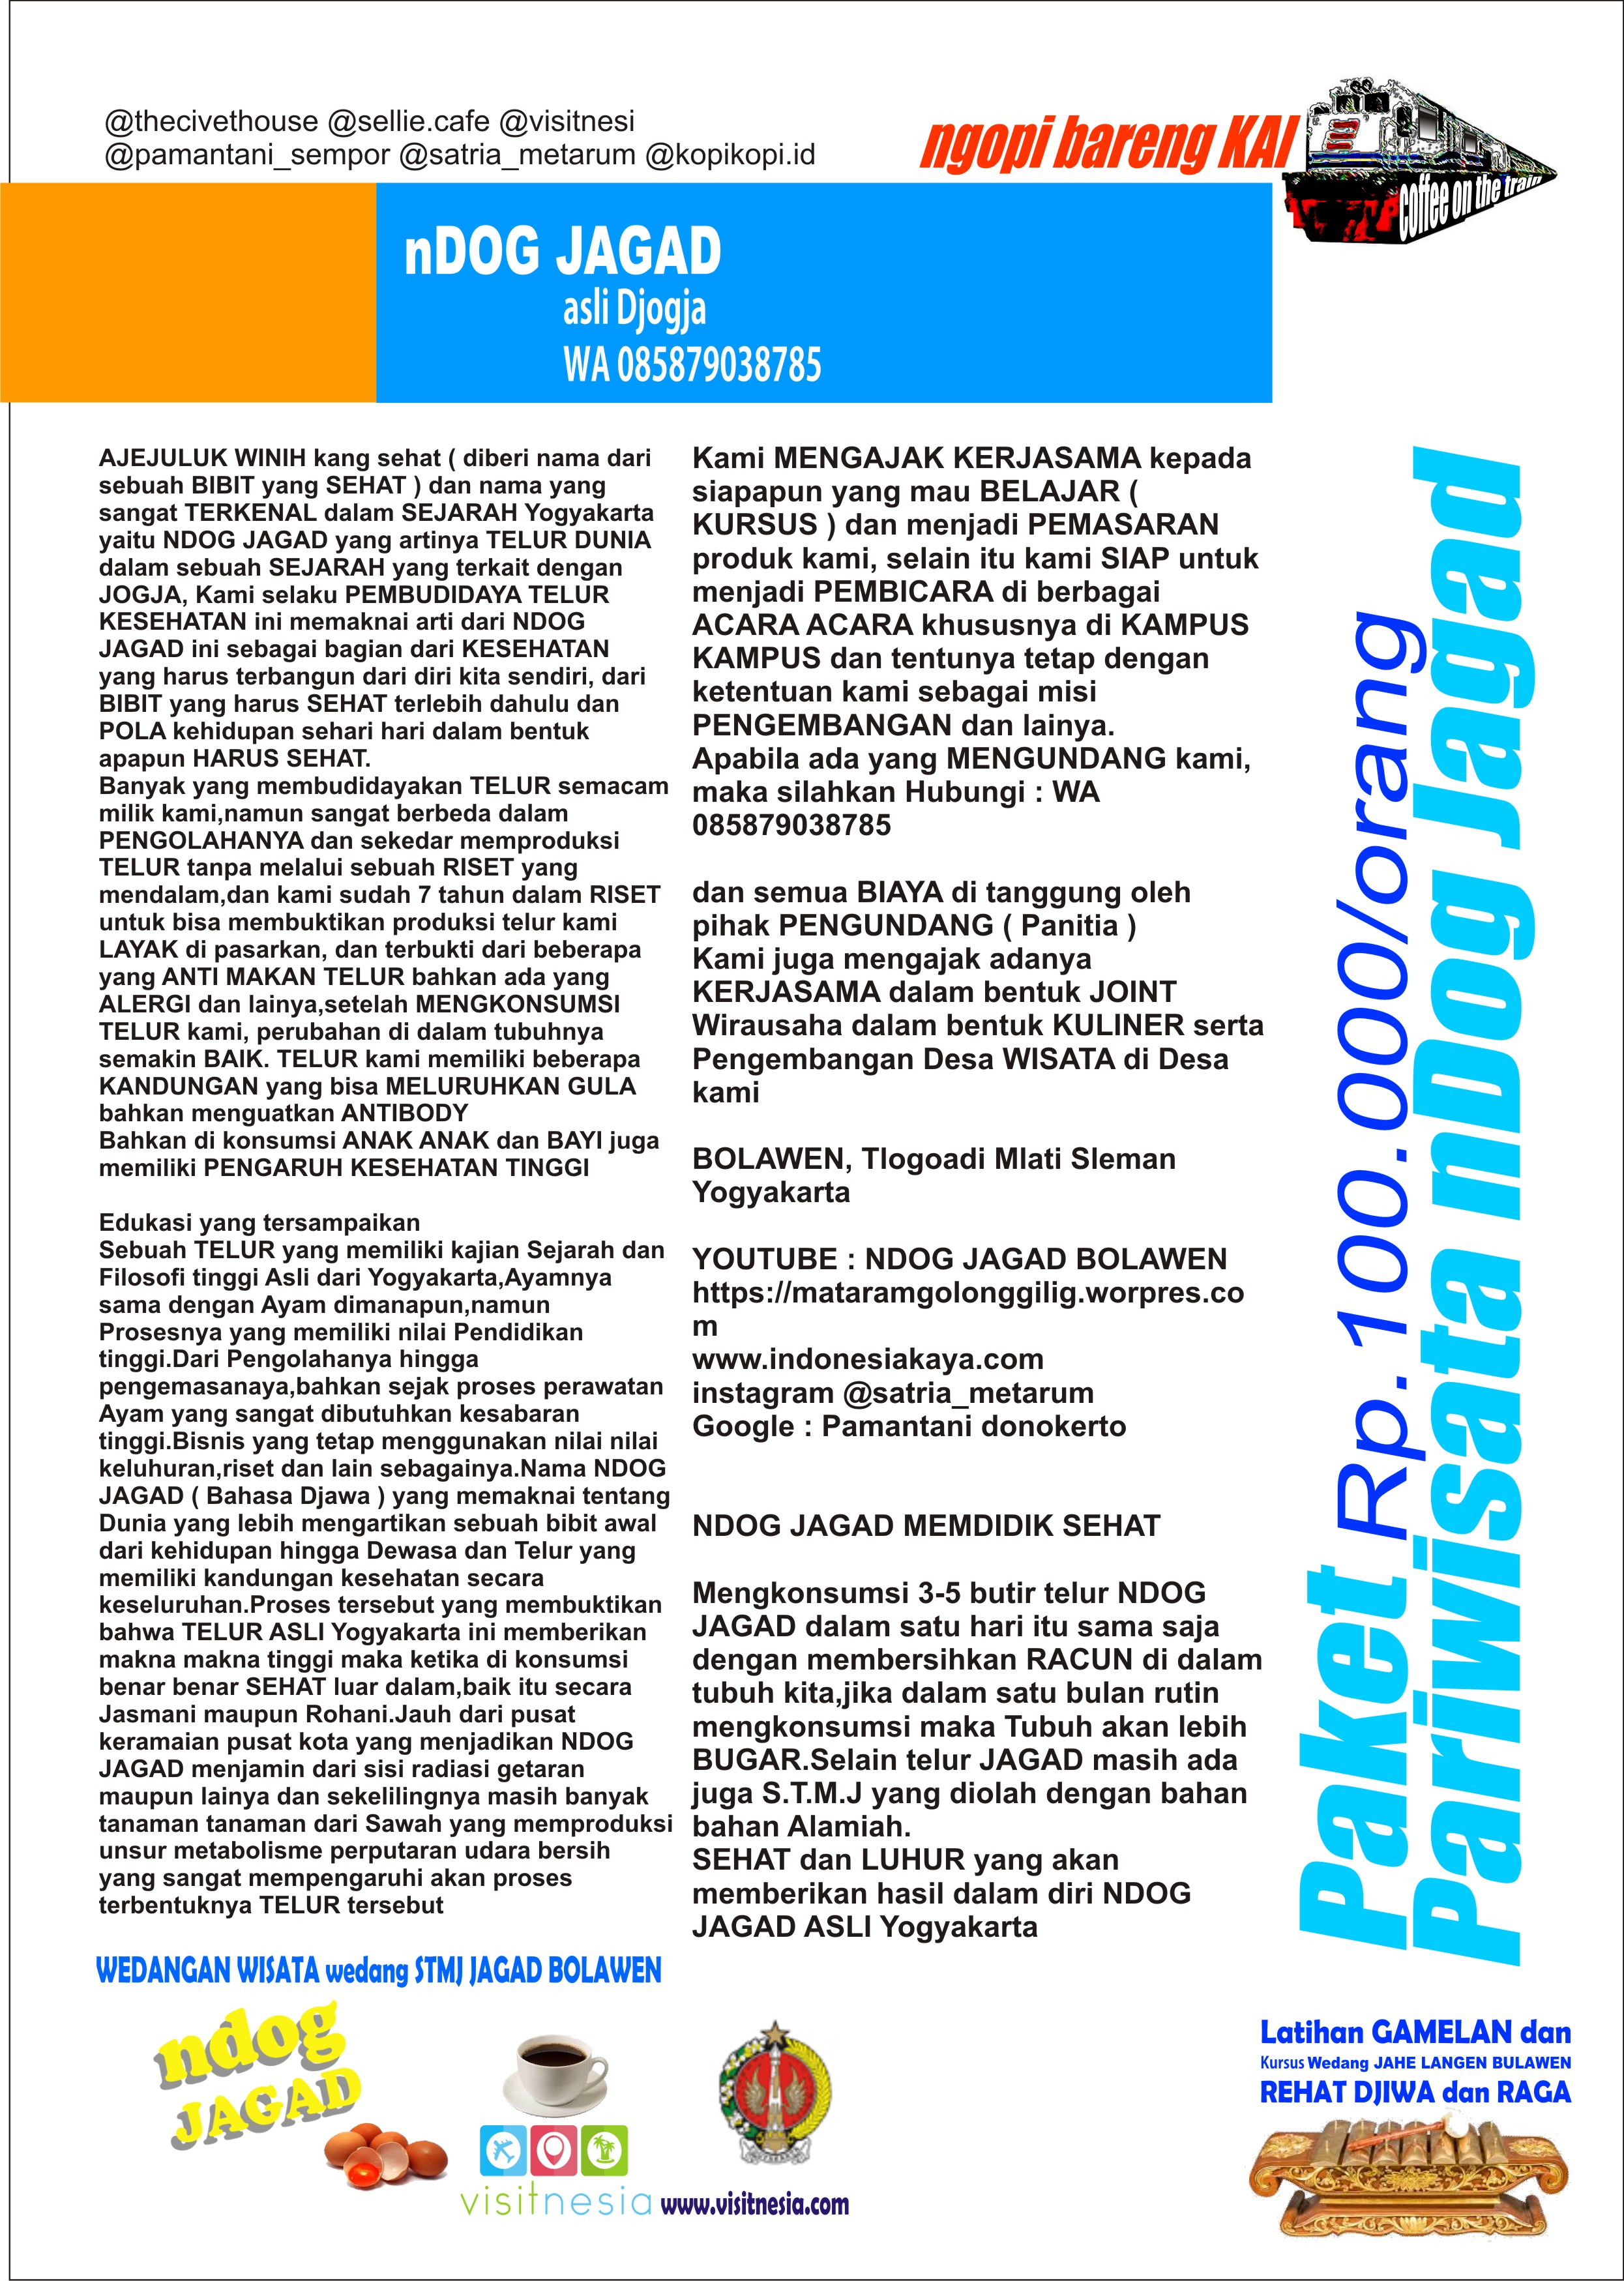 @thecivethouse @sellie.cafe @visitnesi
@pamantani_sempor @satria_metarum @kopikopi.id
ngopi bareng KAI
coffee on the train
nDOG JAGAD
asli Djogja
WA 085879038785
AJEJULUK WINIH kang sehat ( diberi nama dari
sebuah BIBIT yang SEHAT ) dan nama yang
sangat TERKENAL dalam SEJARAH Yogyakarta
yaitu NDOG JAGAD yang artinya TELUR DUNIA
dalam sebuah SEJARAH yang terkait dengan
JOGJA, Kami selaku PEMBUDIDAYA TELUR
KESEHATAN ini memaknai arti dari NDOG
JAGAD ini sebagai bagian dari KESEHATAN
yang harus terbangun dari diri kita sendiri, dari
BIBIT yang harus SEHAT terlebih dahulu dan
POLA kehidupan sehari hari dalam bentuk
apapun HARUS SEHAT.
Banyak yang membudidayakan TELUR semacam
milik kami,namun sangat berbeda dalam
PENGOLAHANYA dan sekedar memproduksi
TELUR tanpa melalui sebuah RISET yang
mendalam,dan kami sudah 7 tahun dalam RISET
untuk bisa membuktikan produksi telur kami
LAYAK di pasarkan, dan terbukti dari beberapa
yang ANTI MAKAN TELUR bahkan ada yang
ALERGI dan lainya,setelah MENGKONSUMSI
TELUR kami, perubahan di dalam tubuhnya
semakin BAIK. TELUR kami memiliki beberapa
KANDUNGAN yang bisa MELURUHKAN GULA
bahkan menguatkan ANTIBODY
Bahkan di konsumsi ANAK ANAK dan BAYI juga
memiliki PENGARUH KESEHATAN TINGGI
Edukasi yang tersampaikan
Sebuah TELUR yang memiliki kajian Sejarah dan
Filosofi tinggi Asli dari Yogyakarta,Ayamnya
sama dengan Ayam dimanapun,namun
Prosesnya yang memiliki nilai Pendidikan
tinggi.Dari Pengolahanya hingga
pengemasanaya,bahkan sejak proses perawatan
Ayam yang sangat dibutuhkan kesabaran
tinggi.Bisnis yang tetap menggunakan nilai nilai
keluhuran,riset dan lain sebagainya.Nama NDOG
JAGAD ( Bahasa Djawa ) yang memaknai tentang
Dunia yang lebih mengartikan sebuah bibit awal
dari kehidupan hingga Dewasa dan Telur yang
memiliki kandungan kesehatan secara
keseluruhan.Proses tersebut yang membuktikan
bahwa TELUR ASLI Yogyakarta ini memberikan
makna makna tinggi maka ketika di konsumsi
benar benar SEHAT luar dalam,baik itu secara
Jasmani maupun Rohani.Jauh dari pusat
keramaian pusat kota yang menjadikan NDOG
JAGAD menjamin dari sisi radiasi getaran
maupun lainya dan sekelilingnya masih banyak
tanaman tanaman dari Sawah yang memproduksi
unsur metabolisme perputaran udara bersih
yang sangat mempengaruhi akan proses
terbentuknya TELUR tersebut
Kami MENGAJAK KERJASAMA kepada
siapapun yang mau BELAJAR (
KURSUS ) dan menjadi PEMASARAN
produk kami, selain itu kami SIAP untuk
menjadi PEMBICARA di berbagai
ACARA ACARA khususnya di KAMPUS
KAMPUS dan tentunya tetap dengan
ketentuan kami sebagai misi
PENGEMBANGAN dan lainya.
Apabila ada yang MENGUNDANG kami,
maka silahkan Hubungi : WA
085879038785
dan semua BIAYA di tanggung oleh
pihak PENGUNDANG ( Panitia )
Kami juga mengajak adanya
KERJASAMA dalam bentuk JOINT
Wirausaha dalam bentuk KULINER serta
Pengembangan Desa WISATA di Desa
kami
BOLAWEN, Tlogoadi Mlati Sleman
Yogyakarta
YOUTUBE : NDOG JAGAD BOLAWEN
https://mataramgolonggilig.worpres.co
m
www.indonesiakaya.com
instagram @satria_metarum
Google : Pamantani donokerto
NDOG JAGAD MEMDIDIK SEHAT
Mengkonsumsi 3-5 butir telur NDOG
JAGAD dalam satu hari itu sama saja
dengan membersihkan RACUN di dalam
tubuh kita,jika dalam satu bulan rutin
mengkonsumsi maka Tubuh akan lebih
BUGAR.Selain telur JAGAD masih ada
juga S.T.M.J yang diolah dengan bahan
bahan Alamiah.
SEHAT dan LUHUR yang akan
memberikan hasil dalam diri NDOG
JAGAD ASLI Yogyakarta
Paket Rp.100.000/orang
Pariwisata nDog Jagad
WEDANGAN WISATA wedang STMJ JAGAD BOLAWEN
ndog
JAGAD
visitnesia www.visitnesia.com
Latihan GAMELAN dan
Kursus Wedang JAHE LANGEN BULAWEN
REHAT DJIWA dan RAGA